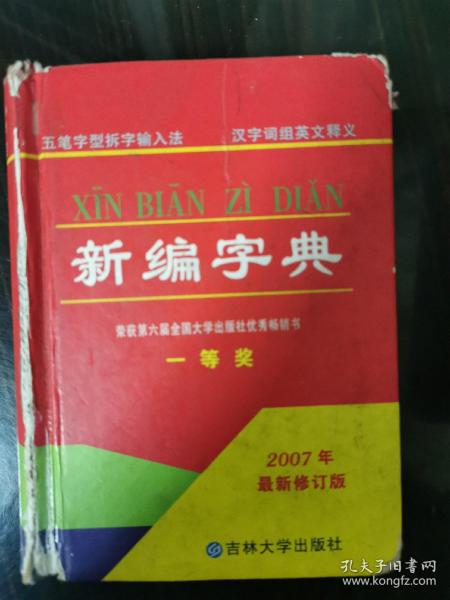 五笔字型拆字输入法 汉字词组英文释义
XĪN BIĀN ZÌ DIǍN
新编字典
荣获第六届全国大学出版社优秀畅销书
一等奖
2007年
最新修订版
吉林大学出版社
孔夫子旧书网
www.kongfz.com